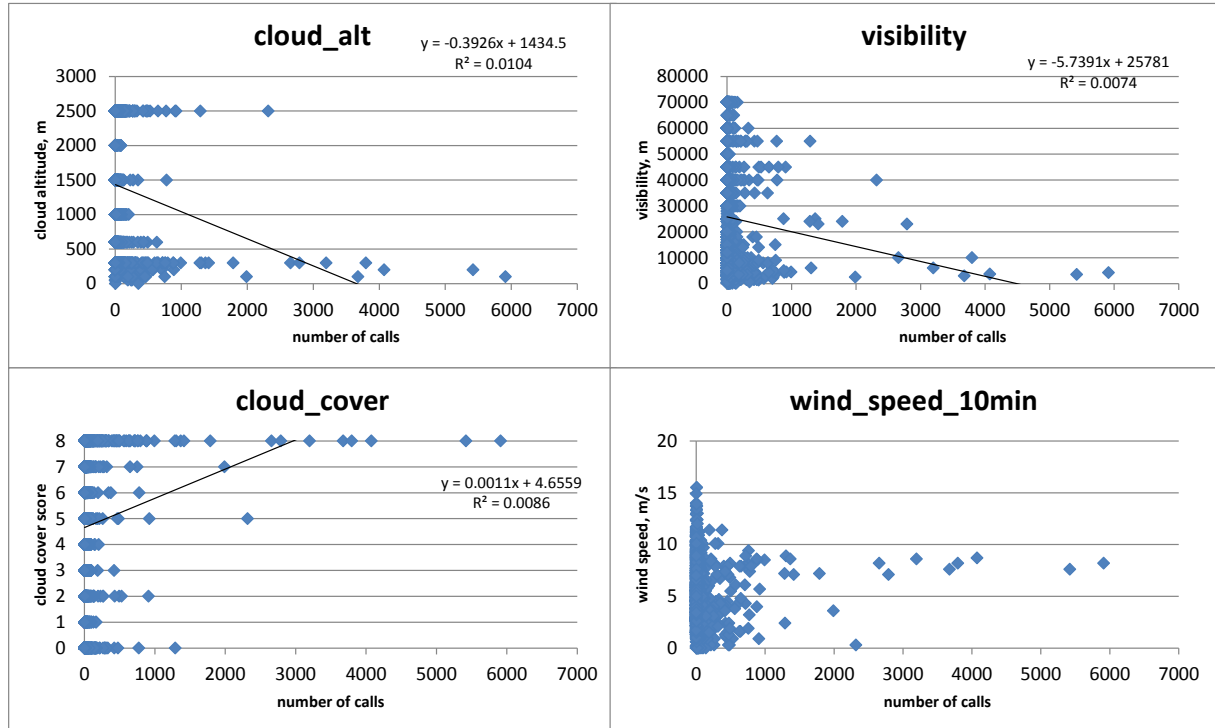 cloud_alt
y = -0.3926x + 1434.5
R² = 0.0104
3000
2500
2000
1500
1000
500
0
cloud altitude, m
0 1000 2000 3000 4000 5000 6000 7000
number of calls
visibility
y = -5.7391x + 25781
R² = 0.0074
80000
70000
60000
50000
40000
30000
20000
10000
0
visibility, m
0 1000 2000 3000 4000 5000 6000 7000
number of calls
cloud_cover
8
7
6
5
4
3
2
1
0
cloud cover score
y = 0.0011x + 4.6559
R² = 0.0086
0 1000 2000 3000 4000 5000 6000 7000
number of calls
wind_speed_10min
20
15
10
5
0
wind speed, m/s
0 1000 2000 3000 4000 5000 6000 7000
number of calls